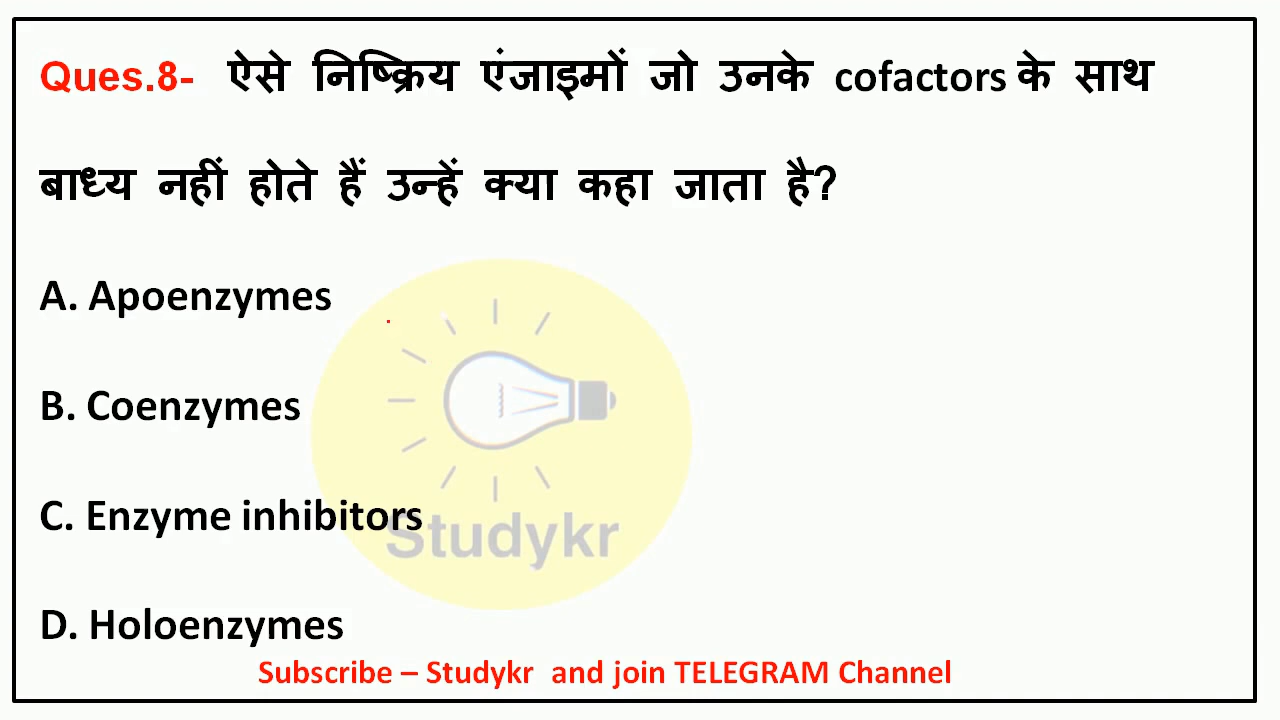 Ques.8- ऐसे निष्क्रिय एंजाइमों जो उनके cofactors के साथ
बाध्य नहीं होते हैं उन्हें क्या कहा जाता है?
A. Apoenzymes
B. Coenzymes
C. Enzyme inhibitors
Studykr
D. Holoenzymes
Subscribe – Studykr and join TELEGRAM Channel